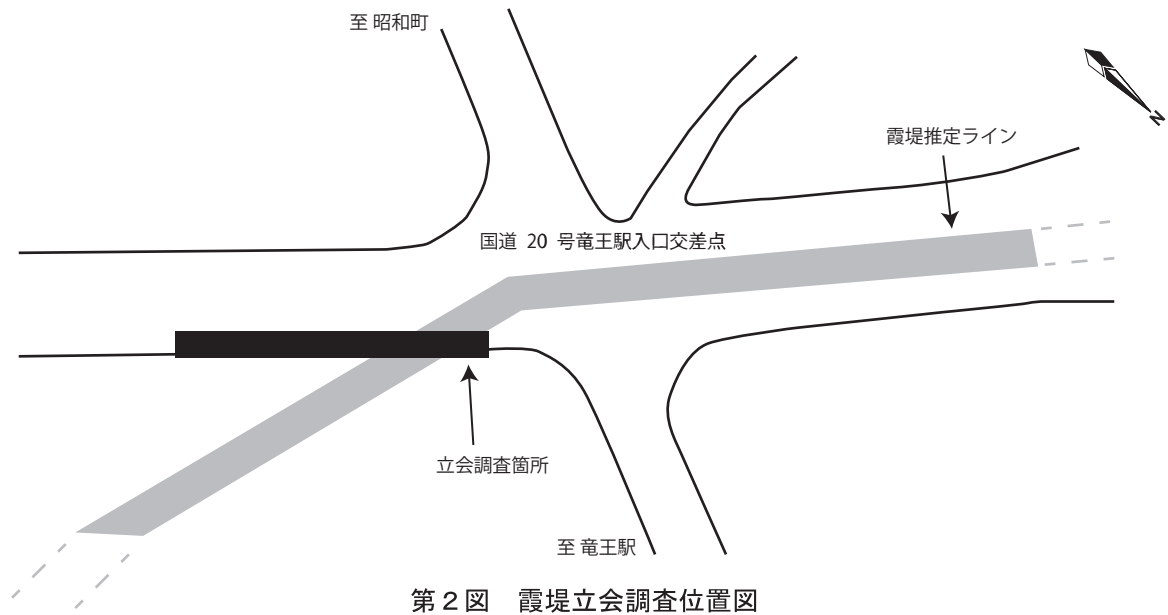 至 昭和町
N
霞堤推定ライン
国道 20 号竜王駅入口交差点
立会調査箇所
至 竜王駅
第２図　霞堤立会調査位置図